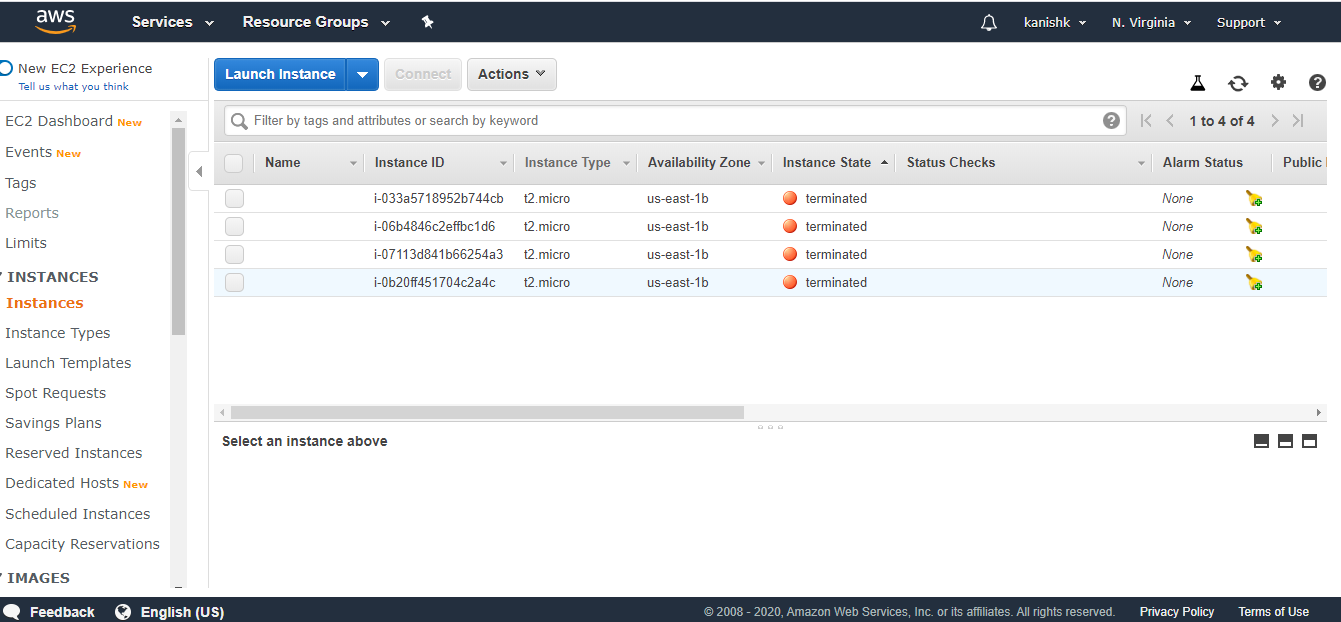 aws Services Resource Groups kanishk N. Virginia Support
New EC2 Experience
Tell us what you think
EC2 Dashboard New
Events New
Tags
Reports
Limits
INSTANCES
Instances
Instance Types
Launch Templates
Spot Requests
Savings Plans
Reserved Instances
Dedicated Hosts New
Scheduled Instances
Capacity Reservations
IMAGES
Launch Instance Connect Actions
Filter by tags and attributes or search by keyword 1 to 4 of 4
Name Instance ID Instance Type Availability Zone Instance State Status Checks Alarm Status Public
i-033a5718952b744cb t2.micro us-east-1b terminated None
i-06b4846c2effbc1d6 t2.micro us-east-1b terminated None
i-07113d841b66254a3 t2.micro us-east-1b terminated None
i-0b20ff451704c2a4c t2.micro us-east-1b terminated None
Select an instance above
Feedback English (US) © 2008 - 2020, Amazon Web Services, Inc. or its affiliates. All rights reserved. Privacy Policy Terms of Use